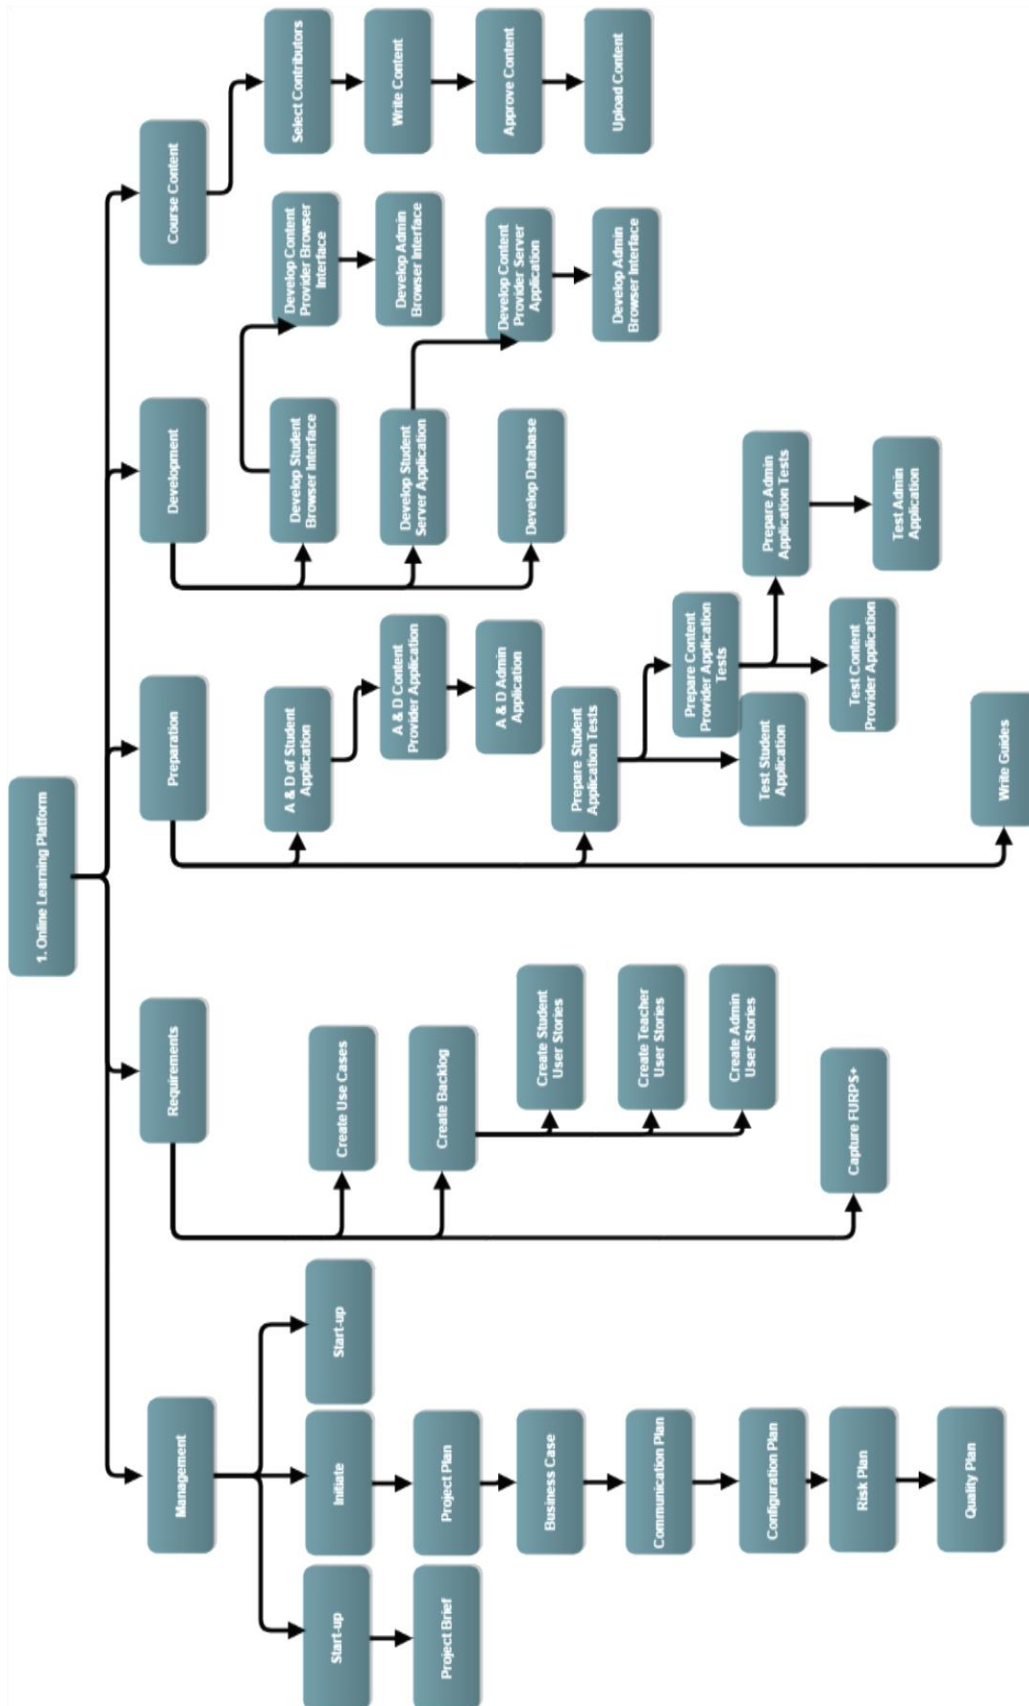 1. Online Learning Platform
Management
Requirements
Preparation
Development
Course Content
Start-up
Project Brief
Initiate
Project Plan
Business Case
Communication Plan
Configuration Plan
Risk Plan
Quality Plan
Start-up
Create Use Cases
Create Backlog
Create Student
User Stories
Create Teacher
User Stories
Create Admin
User Stories
Capture FURPS+
A & D of Student
Application
A & D Content
Provider Application
A & D Admin
Application
Prepare Student
Application Tests
Test Student
Application
Prepare Content
Provider Application
Tests
Test Content
Provider Application
Prepare Admin
Application Tests
Test Admin
Application
Write Guides
Develop Student
Browser Interface
Develop Content
Provider Browser
Interface
Develop Admin
Browser Interface
Develop Student
Server Application
Develop Content
Provider Server
Application
Develop Admin
Browser Interface
Develop Database
Select Contributors
Write Content
Approve Content
Upload Content